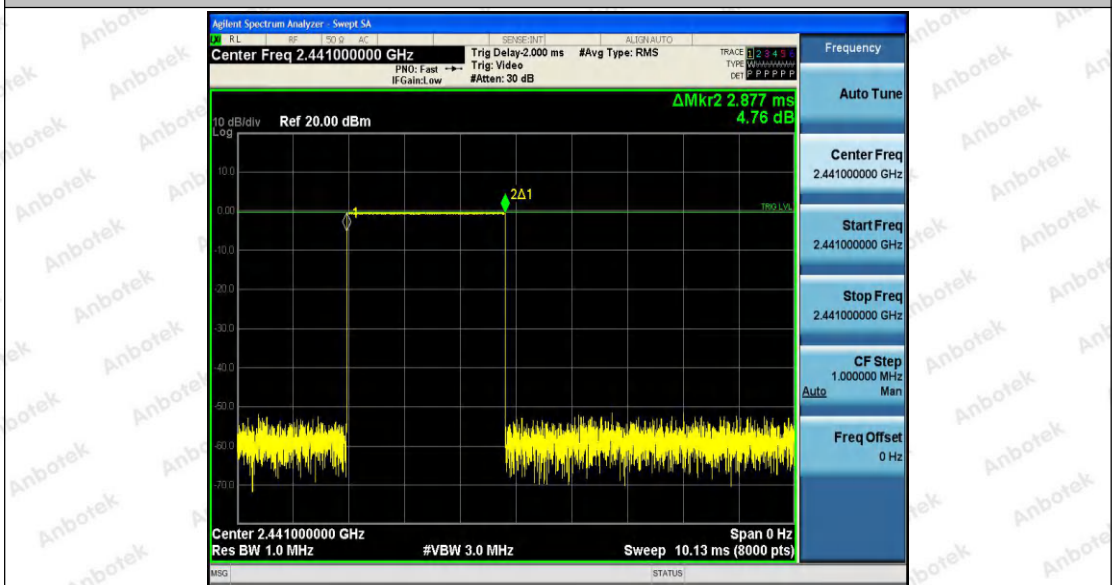 Agilent Spectrum Analyzer - Swept SA
RL RF 50 Ω AC SENSE:INT ALIGNAUTO
Center Freq 2.441000000 GHz
PNO: Fast
IFGain:Low
Trig Delay-2.000 ms
Trig: Video
#Atten: 30 dB
#Avg Type: RMS
TRACE 1 2 3 4 5 6
TYPE
DET P P P P P P
ΔMkr2 2.877 ms
4.76 dB
10 dB/div Ref 20.00 dBm
Log
10.0
0.00
-10.0
-20.0
-30.0
-40.0
-50.0
-60.0
-70.0
1
2Δ1
TRIG LVL
Center 2.441000000 GHz
Span 0 Hz
Res BW 1.0 MHz
#VBW 3.0 MHz
Sweep 10.13 ms (8000 pts)
MSG
STATUS
Frequency
Auto Tune
Center Freq
2.441000000 GHz
Start Freq
2.441000000 GHz
Stop Freq
2.441000000 GHz
CF Step
1.000000 MHz
Auto Man
Freq Offset
0 Hz
Anbotek